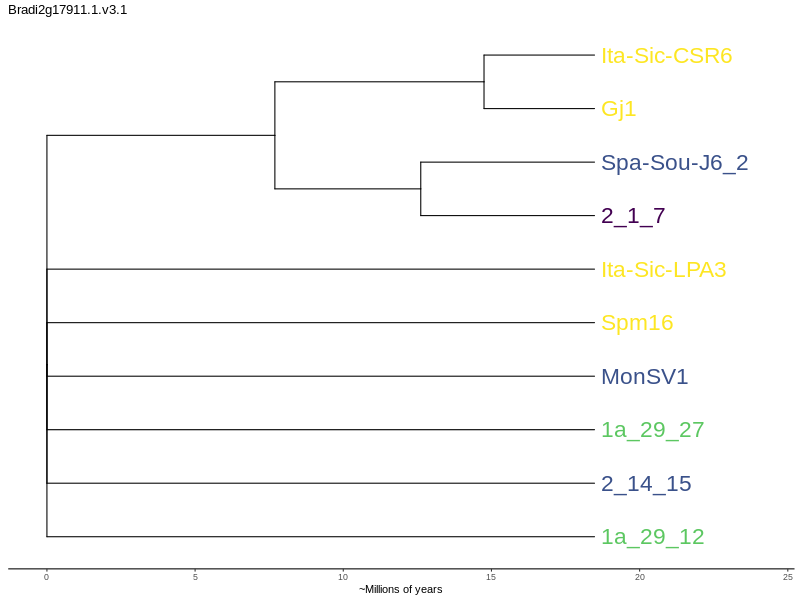 Bradi2g17911.1.v3.1
Ita-Sic-CSR6
Gj1
Spa-Sou-J6_2
2_1_7
Ita-Sic-LPA3
Spm16
MonSV1
1a_29_27
2_14_15
1a_29_12
0 5 10 15 20 25
~Millions of years